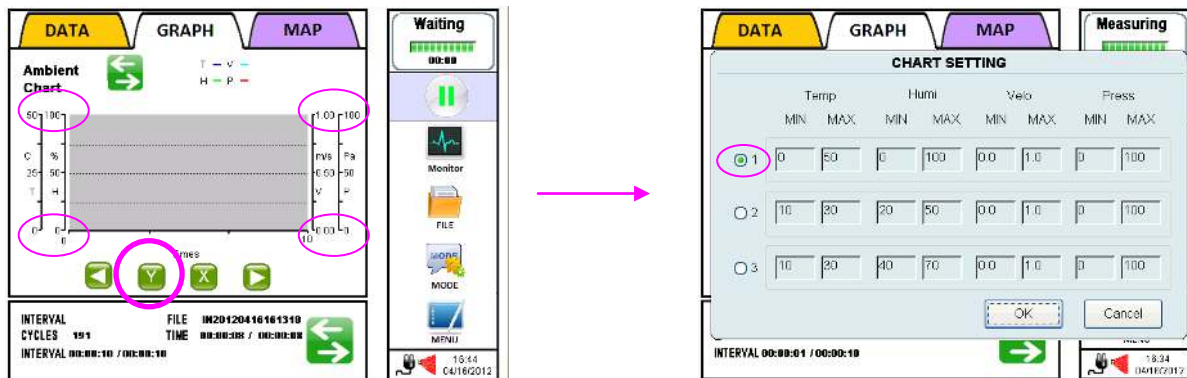 DATA GRAPH MAP
Waiting
00:00
Ambient
Chart
T V
H P
50 100
1.00 100
C % m/s Pa
25 50
0.50 50
T H V P
0 0
0.00 0
0 10
Times
Y X
Monitor
FILE
MODE
MENU
INTERVAL FILE IN20120416161310
CYCLES 191 TIME 00:00:08 / 00:00:08
INTERVAL 00:00:10 / 00:00:10
16:44
04/16/2012
DATA GRAPH MAP
Measuring
CHART SETTING
Temp Humi Velo Press
MIN MAX MIN MAX MIN MAX MIN MAX
1 0 50 0 100 0.0 1.0 0 100
2 10 30 20 50 0.0 1.0 0 100
3 10 30 40 70 0.0 1.0 0 100
OK Cancel
INTERVAL 00:00:01 / 00:00:10
16:34
04/16/2012